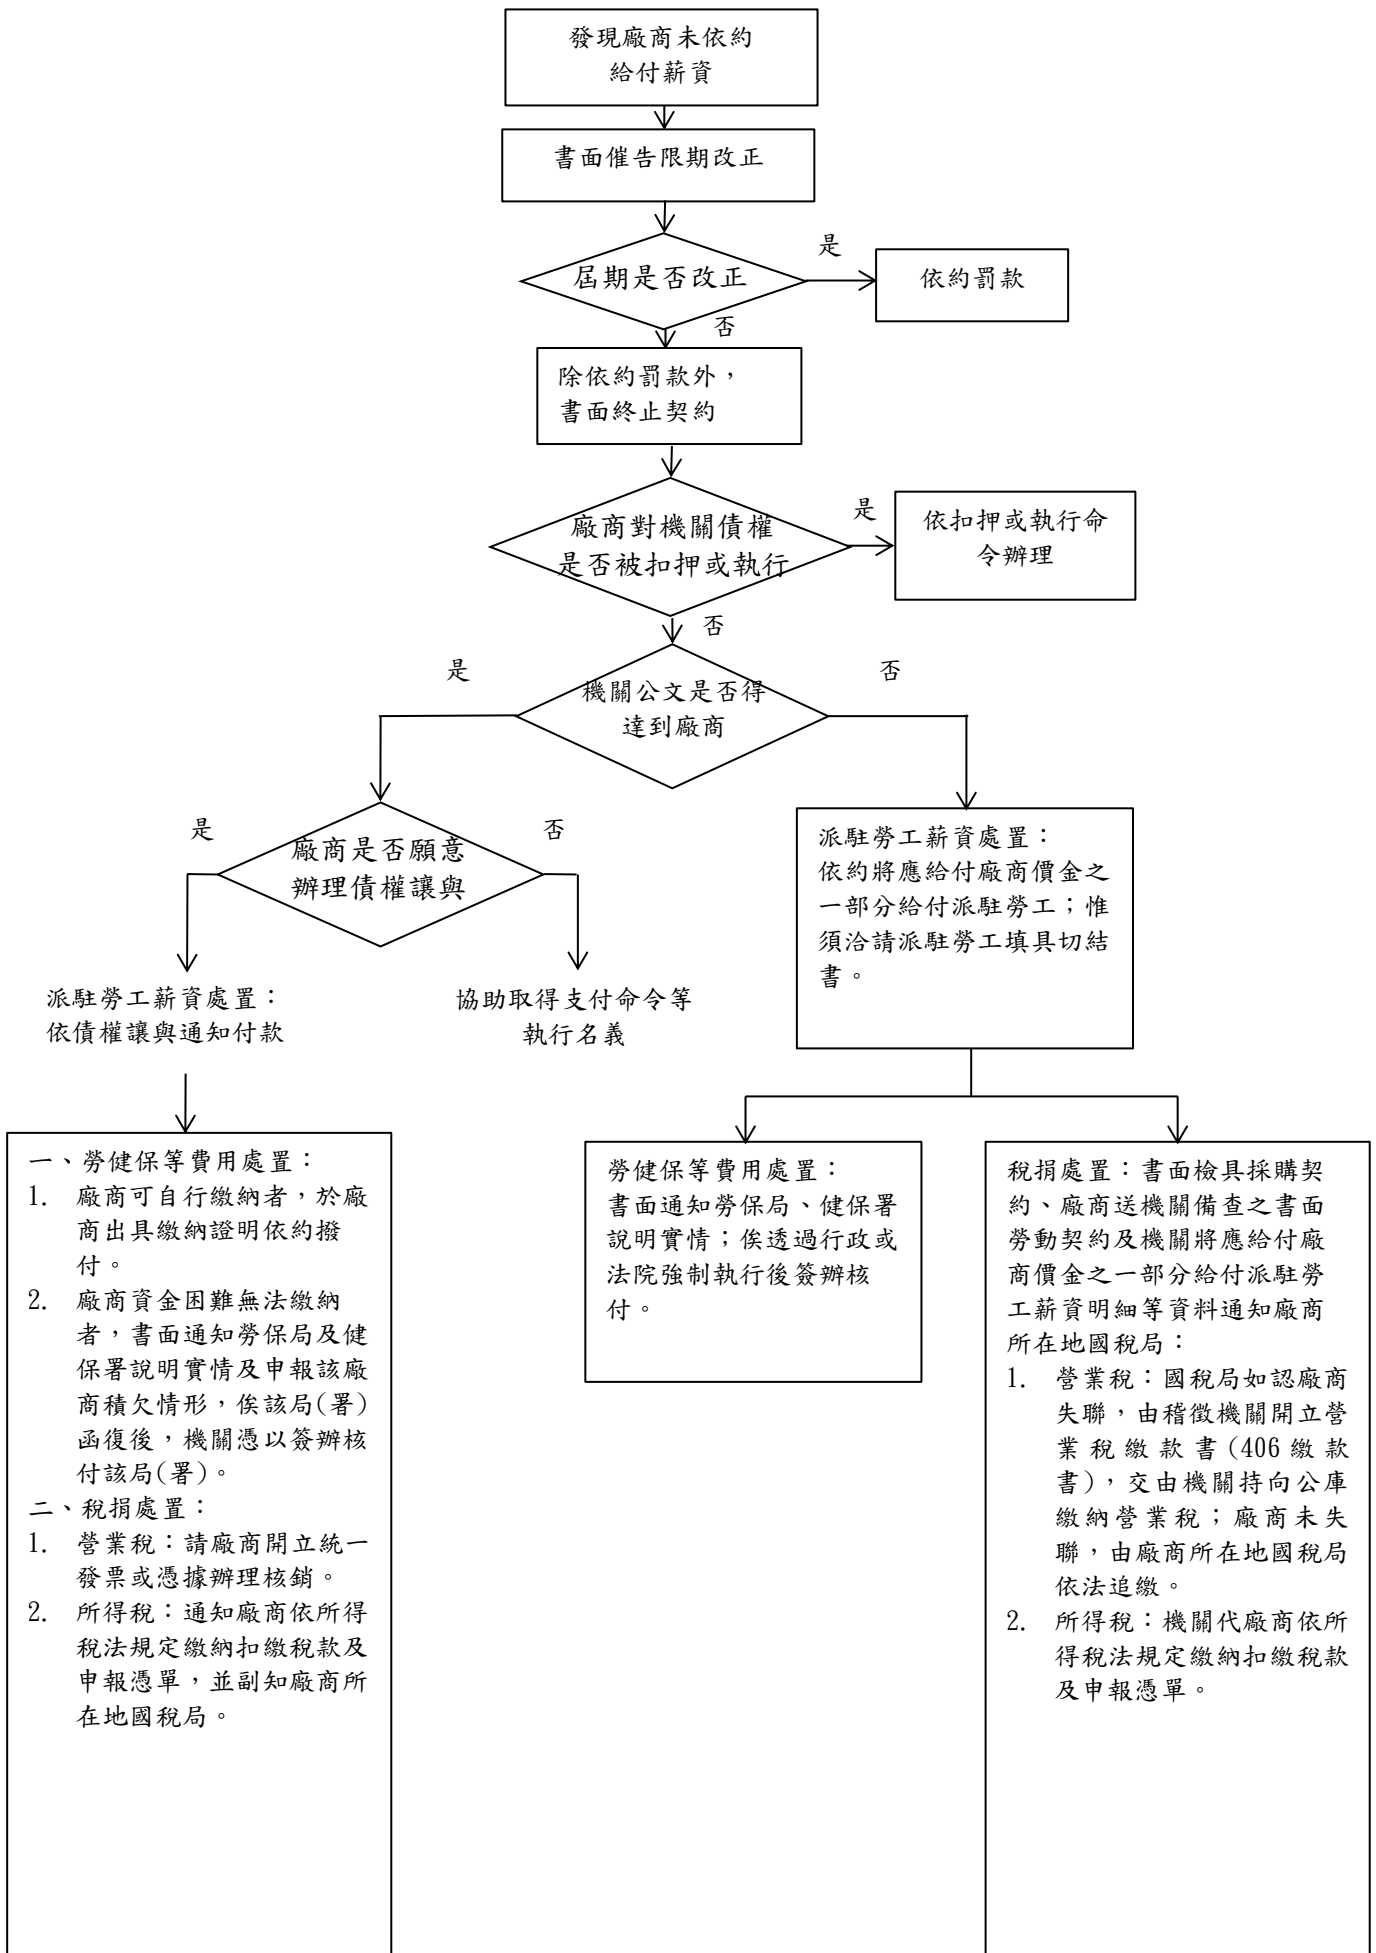 發現廠商未依約
給付薪資
書面催告限期改正
屆期是否改正
是
依約罰款
否
除依約罰款外，
書面終止契約
廠商對機關債權
是否被扣押或執行
是
依扣押或執行命
令辦理
否
機關公文是否得
達到廠商
是
否
廠商是否願意
辦理債權讓與
是
否
派駐勞工薪資處置：
依約將應給付廠商價金之
一部分給付派駐勞工；惟
須洽請派駐勞工填具切結
書。
派駐勞工薪資處置：
依債權讓與通知付款
協助取得支付命令等
執行名義
一、勞健保等費用處置：
1. 廠商可自行繳納者，於廠
商出具繳納證明依約撥
付。
2. 廠商資金困難無法繳納
者，書面通知勞保局及健
保署說明實情及申報該廠
商積欠情形，俟該局(署)
函復後，機關憑以簽辦核
付該局(署)。
二、稅捐處置：
1. 營業稅：請廠商開立統一
發票或憑據辦理核銷。
2. 所得稅：通知廠商依所得
稅法規定繳納扣繳稅款及
申報憑單，並副知廠商所
在地國稅局。
勞健保等費用處置：
書面通知勞保局、健保署
說明實情；俟透過行政或
法院強制執行後簽辦核
付。
稅捐處置：書面檢具採購契
約、廠商送機關備查之書面
勞動契約及機關將應給付廠
商價金之一部分給付派駐勞
工薪資明細等資料通知廠商
所在地國稅局：
1. 營業稅：國稅局如認廠商
失聯，由稽徵機關開立營
業稅繳款書(406 繳款
書)，交由機關持向公庫
繳納營業稅；廠商未失
聯，由廠商所在地國稅局
依法追繳。
2. 所得稅：機關代廠商依所
得稅法規定繳納扣繳稅款
及申報憑單。